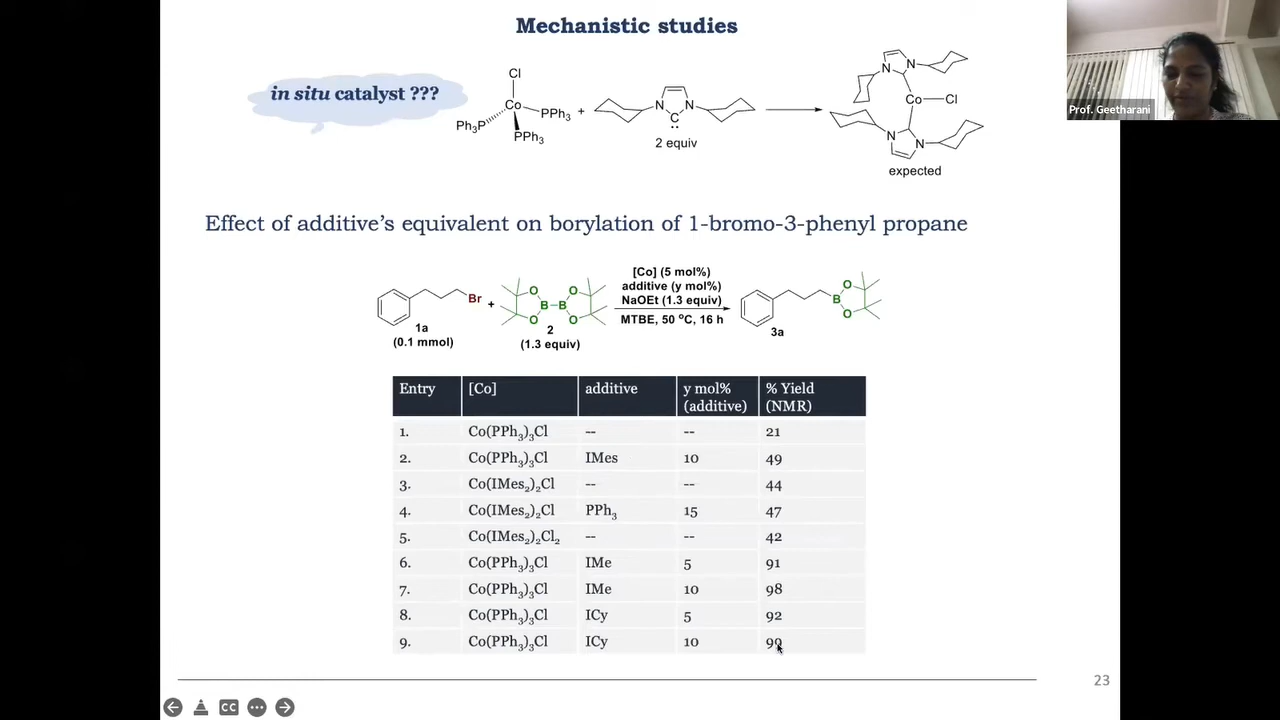 Mechanistic studies
Prof. Geetharani
in situ catalyst ???
Cl
Co
Ph₃P
PPh₃
PPh₃
+
N
N
C
2 equiv
N
N
Co
Cl
N
N
expected
Effect of additive's equivalent on borylation of 1-bromo-3-phenyl propane
Br
1a
(0.1 mmol)
+
O
O
B
B
O
O
2
(1.3 equiv)
[Co] (5 mol%)
additive (y mol%)
NaOEt (1.3 equiv)
MTBE, 50 ⁰C, 16 h
O
B
O
3a
Entry [Co] additive y mol% (additive) % Yield (NMR)
1. Co(PPh₃)₃Cl -- -- 21
2. Co(PPh₃)₃Cl IMes 10 49
3. Co(IMes₂)₂Cl -- -- 44
4. Co(IMes₂)₂Cl PPh₃ 15 47
5. Co(IMes₂)₂Cl₂ -- -- 42
6. Co(PPh₃)₃Cl IMe 5 91
7. Co(PPh₃)₃Cl IMe 10 98
8. Co(PPh₃)₃Cl ICy 5 92
9. Co(PPh₃)₃Cl ICy 10 99
23
CC